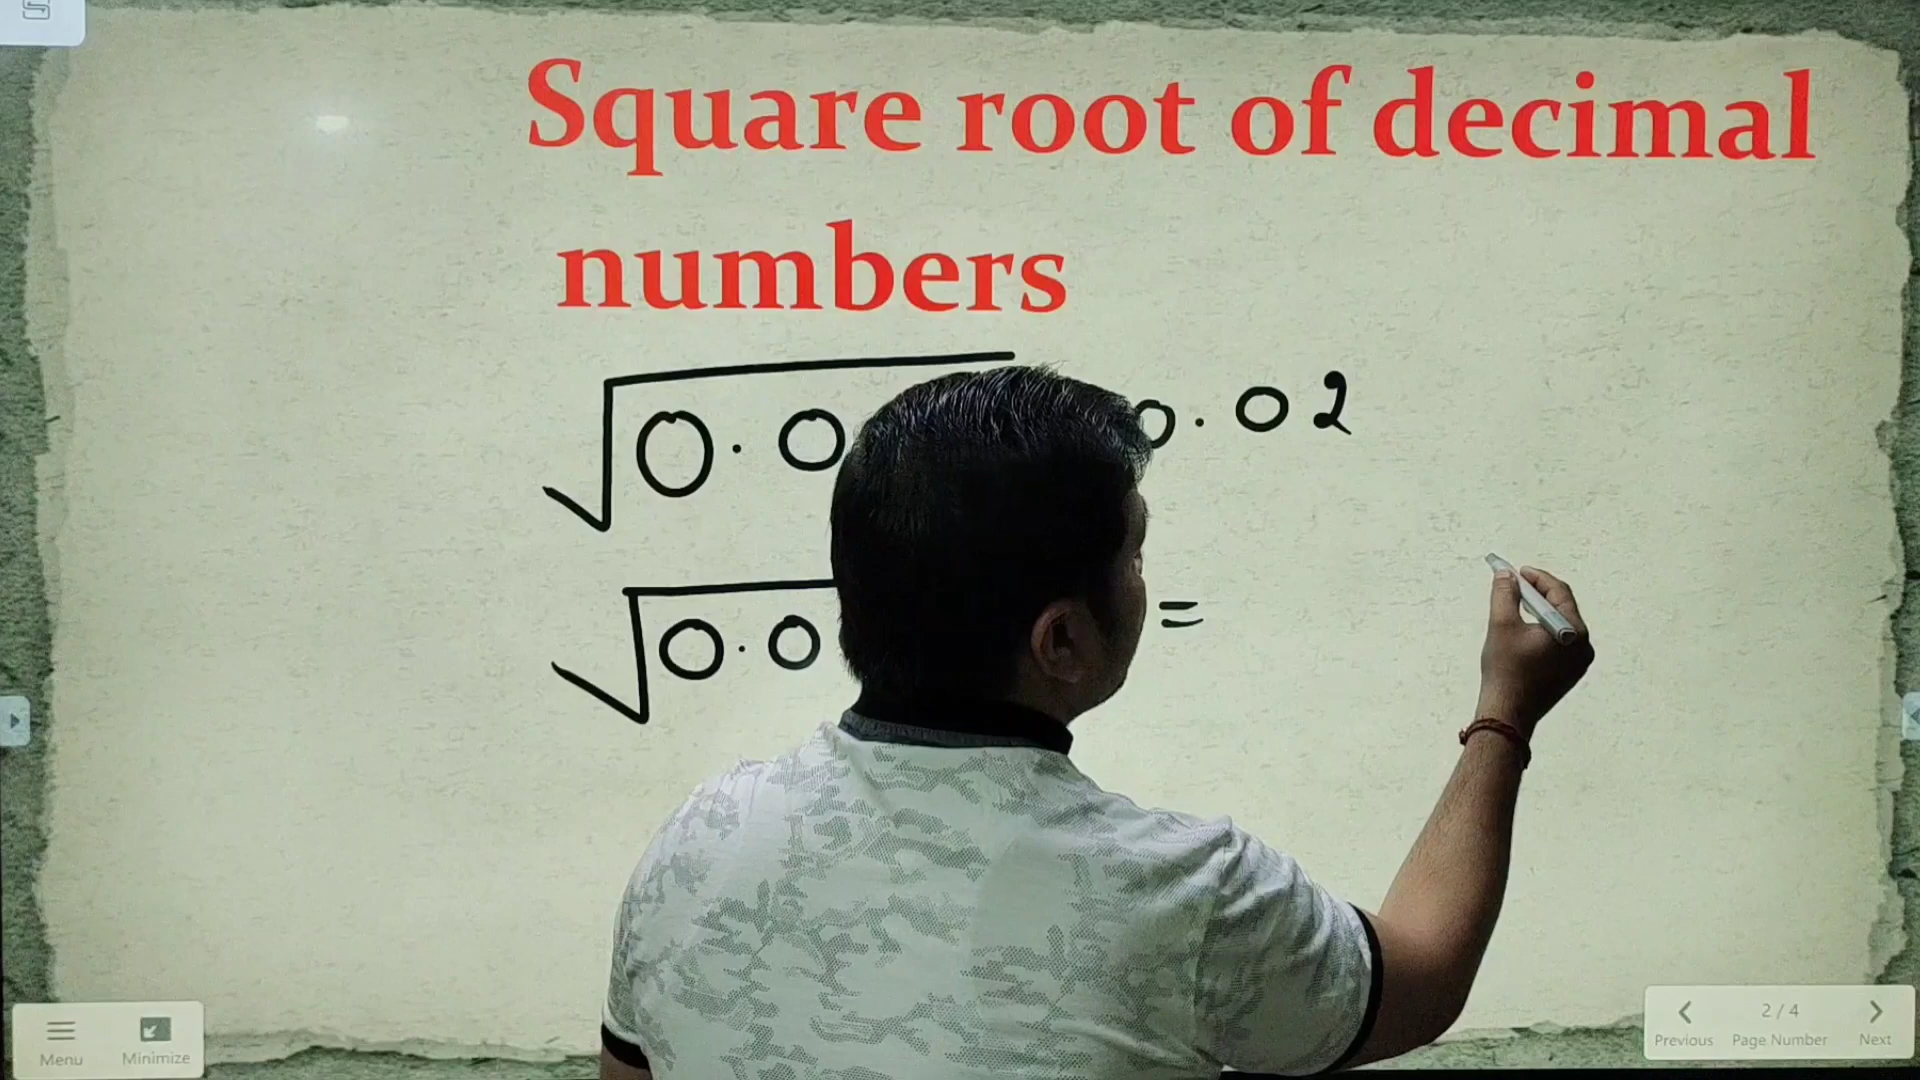 Square root of decimal
numbers
√0.0 0.02
√0.0 =
Menu Minimize
2 / 4
Previous Page Number Next